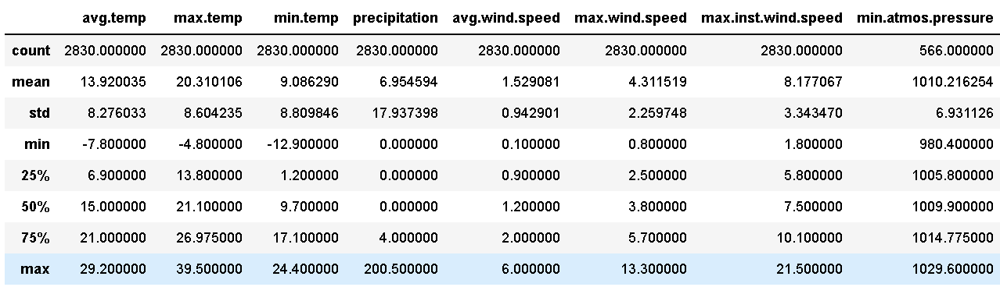 avg.temp max.temp min.temp precipitation avg.wind.speed max.wind.speed max.inst.wind.speed min.atmos.pressure
count 2830.000000 2830.000000 2830.000000 2830.000000 2830.000000 2830.000000 2830.000000 566.000000
mean 13.920035 20.310106 9.086290 6.954594 1.529081 4.311519 8.177067 1010.216254
std 8.276033 8.604235 8.809846 17.937398 0.942901 2.259748 3.343470 6.931126
min -7.800000 -4.800000 -12.900000 0.000000 0.100000 0.800000 1.800000 980.400000
25% 6.900000 13.800000 1.200000 0.000000 0.900000 2.500000 5.800000 1005.800000
50% 15.000000 21.100000 9.700000 0.000000 1.200000 3.800000 7.500000 1009.900000
75% 21.000000 26.975000 17.100000 4.000000 2.000000 5.700000 10.100000 1014.775000
max 29.200000 39.500000 24.400000 200.500000 6.000000 13.300000 21.500000 1029.600000